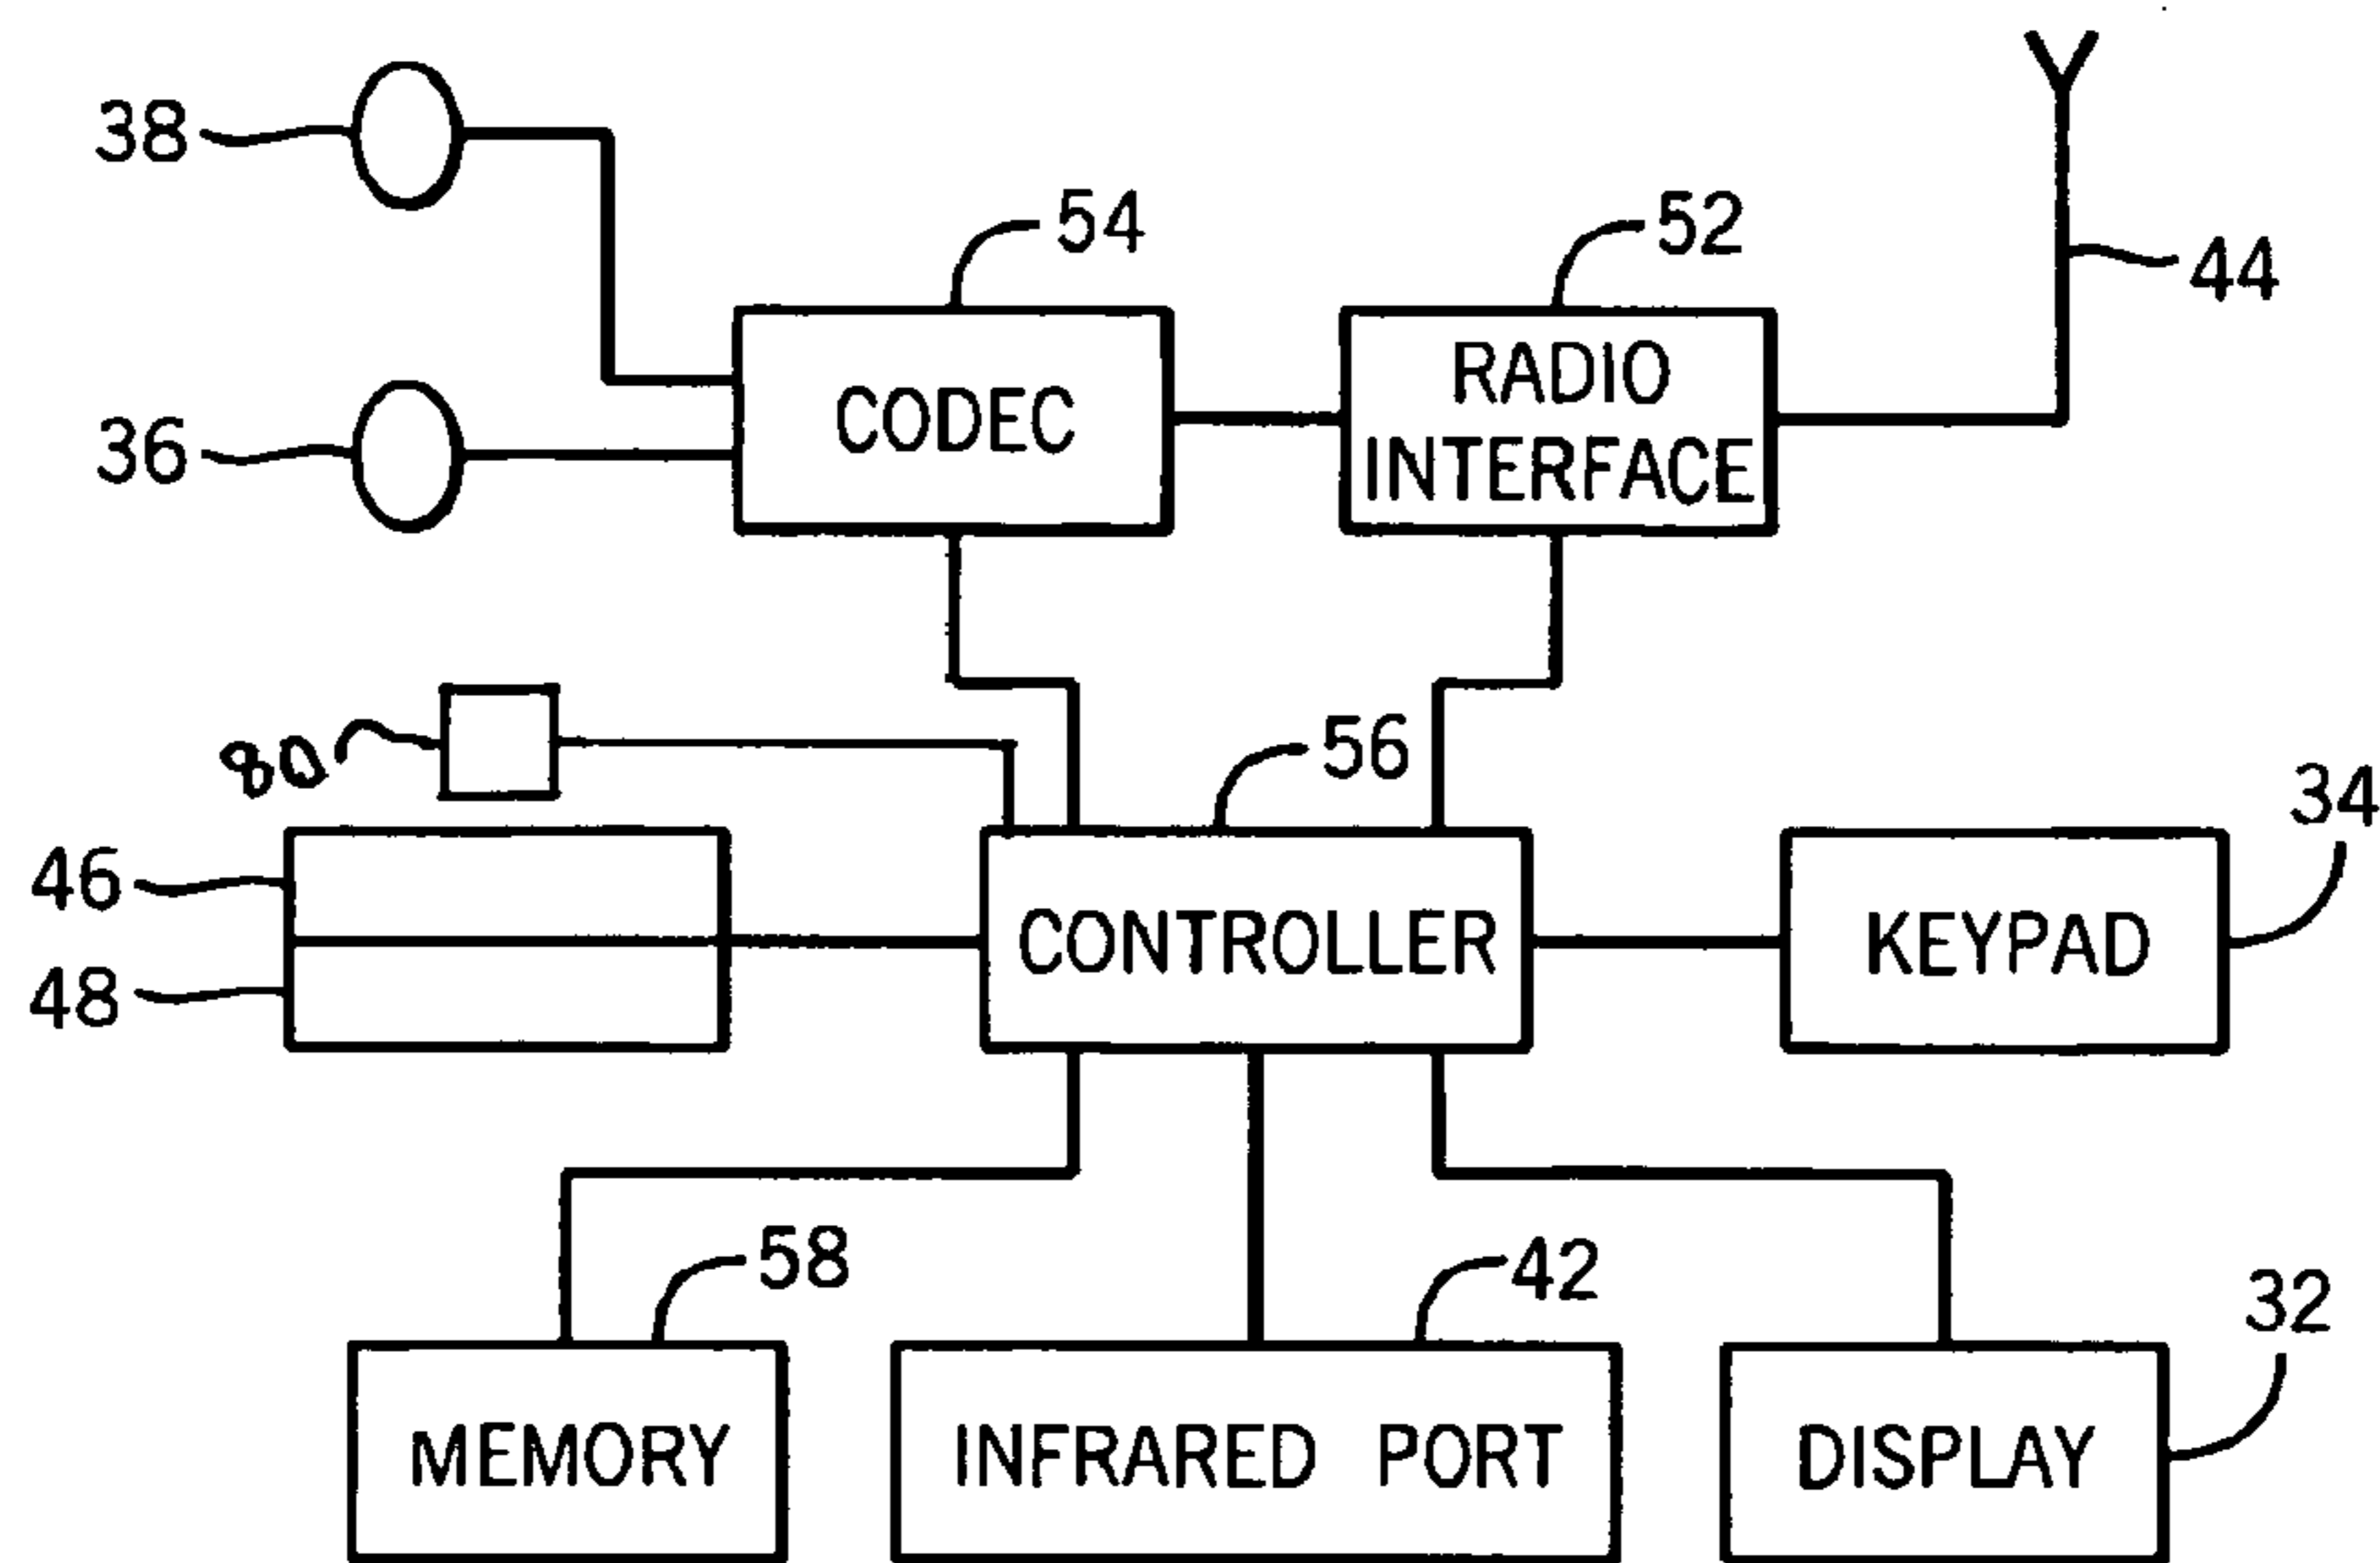 38
54
52
44
36
CODEC
RADIO
INTERFACE
80
56
34
46
48
CONTROLLER
KEYPAD
58
42
32
MEMORY
INFRARED PORT
DISPLAY